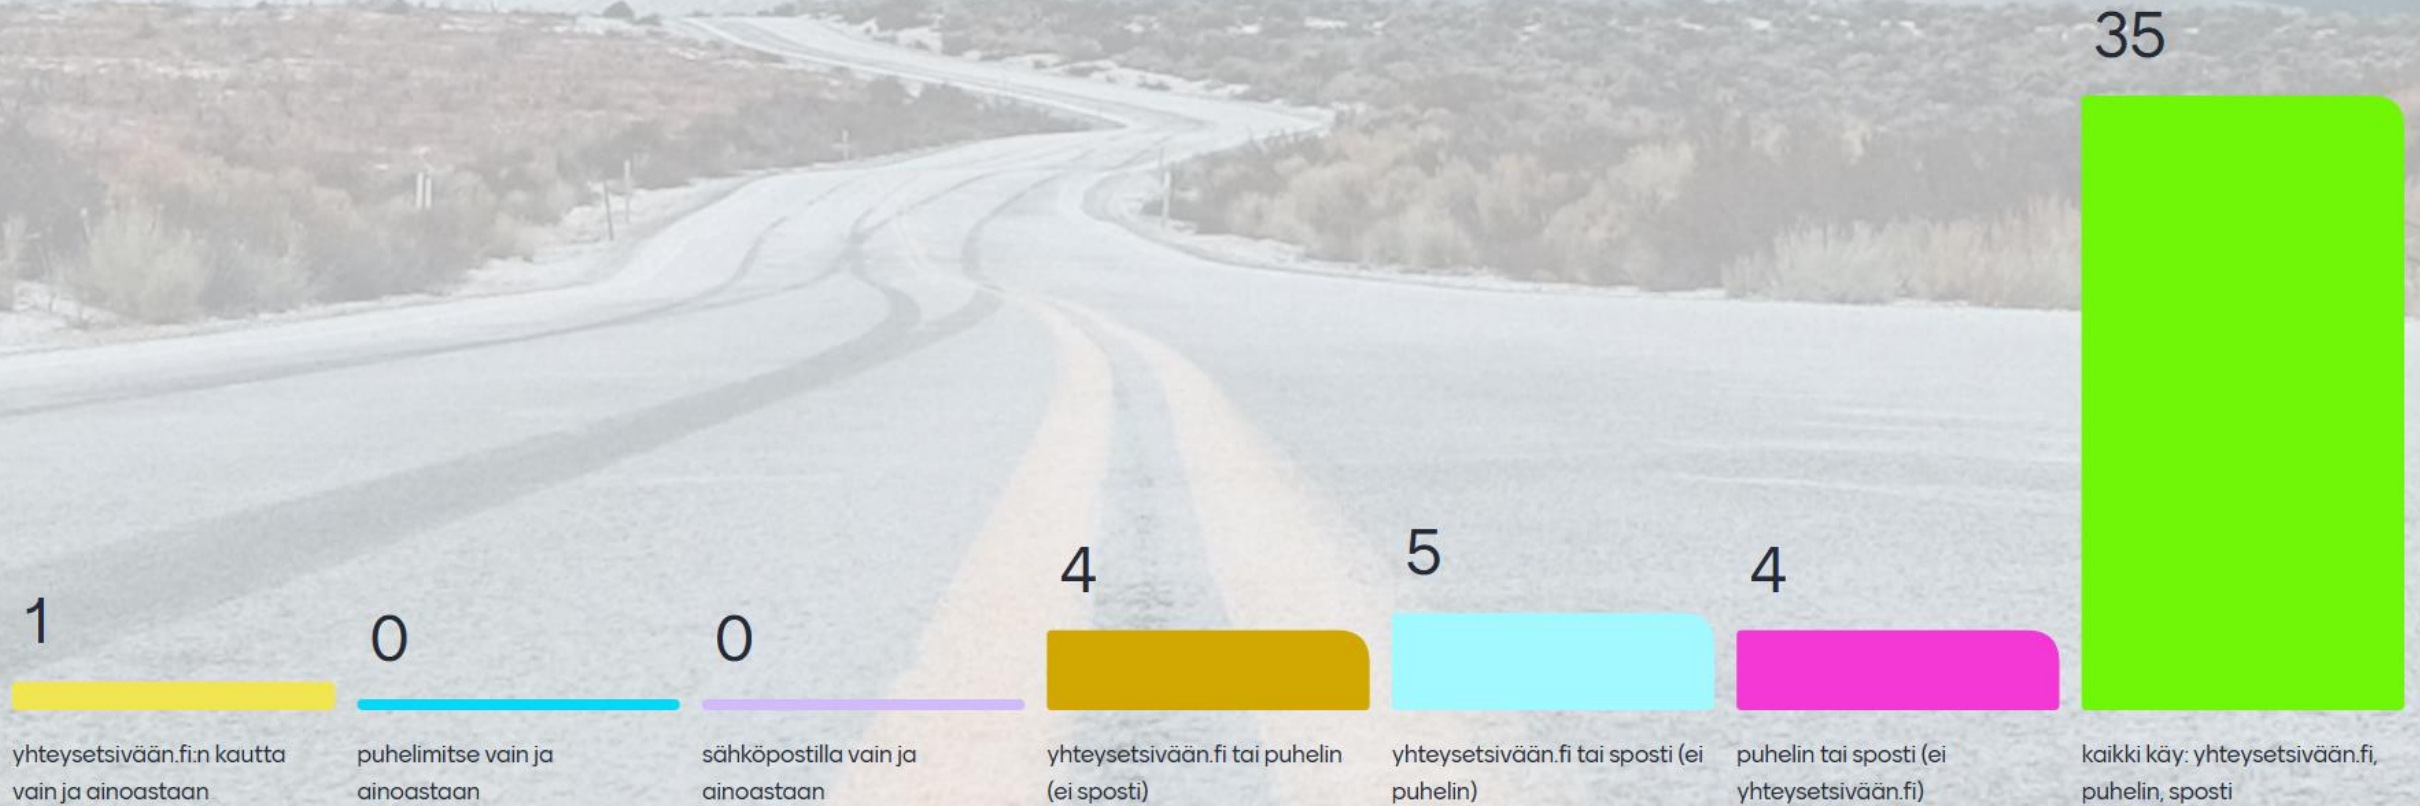 1
yhteysetsivään.fi:n kautta
vain ja ainoastaan
0
puhelimitse vain ja
ainoastaan
0
sähköpostilla vain ja
ainoastaan
4
yhteysetsivään.fi tai puhelin
(ei sposti)
5
yhteysetsivään.fi tai sposti (ei
puhelin)
4
puhelin tai sposti (ei
yhteysetsivään.fi)
35
kaikki käy: yhteysetsivään.fi,
puhelin, sposti